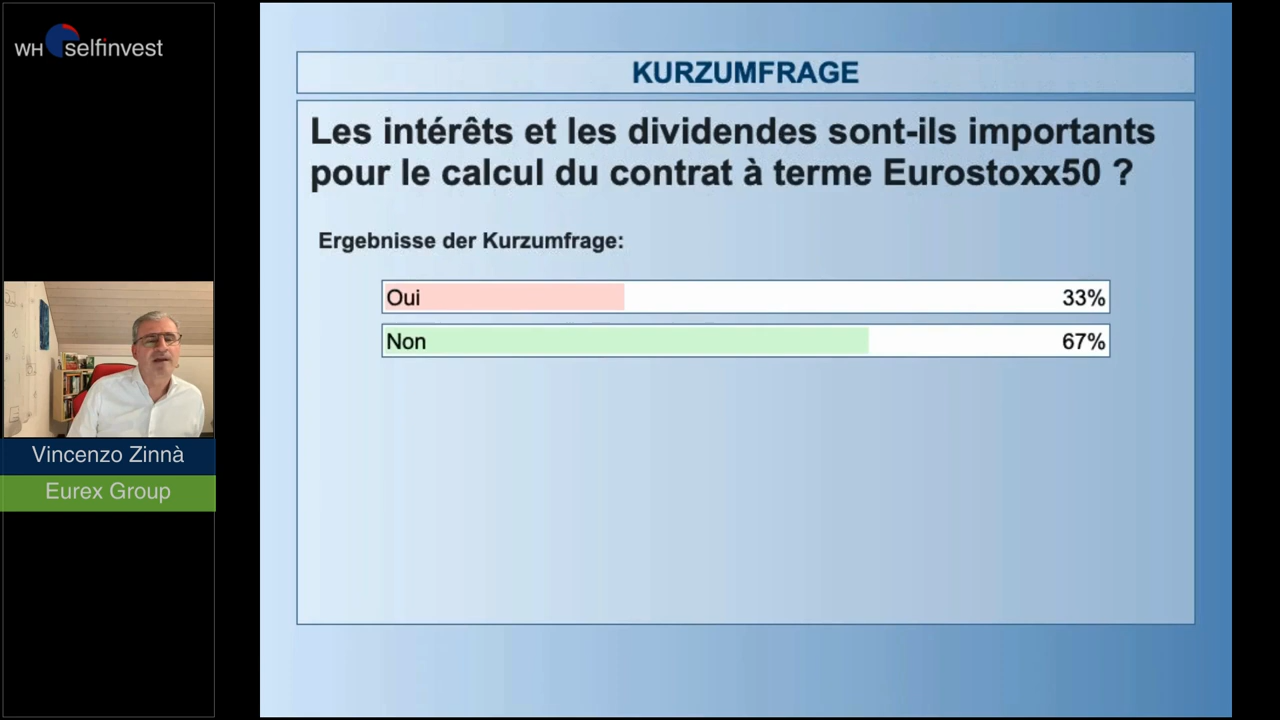 WH selfinvest
KURZUMFRAGE
Les intérêts et les dividendes sont-ils importants
pour le calcul du contrat à terme Eurostoxx50 ?
Ergebnisse der Kurzumfrage:
Oui 33%
Non 67%
Vincenzo Zinnà
Eurex Group